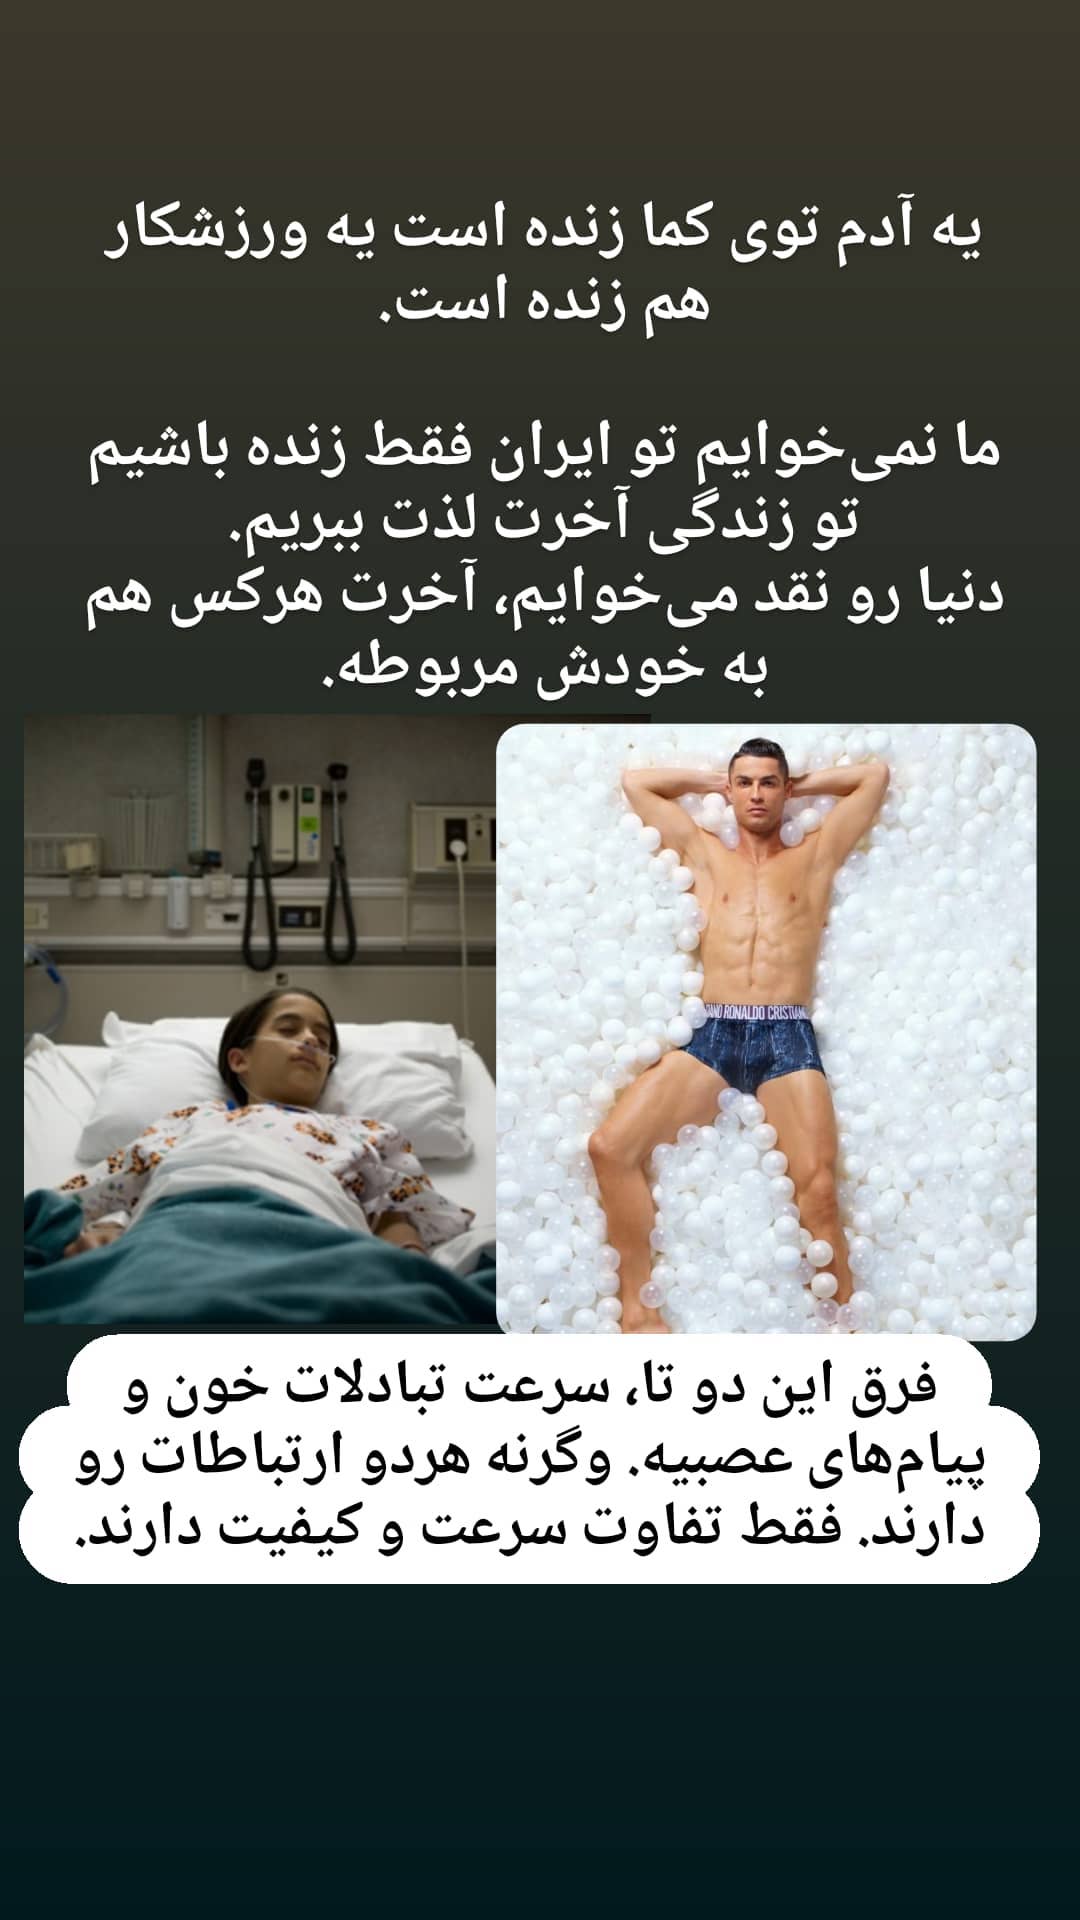 یه آدم توی کما زنده است یه ورزشکار
هم زنده است.
ما نمی‌خوایم تو ایران فقط زنده باشیم
تو زندگی آخرت لذت ببریم.
دنیا رو نقد می‌خوایم، آخرت هرکس هم
به خودش مربوطه.
RONALDO CRISTIANO
فرق این دو تا، سرعت تبادلات خون و
پیام‌های عصبیه. وگرنه هردو ارتباطات رو
دارند. فقط تفاوت سرعت و کیفیت دارند.